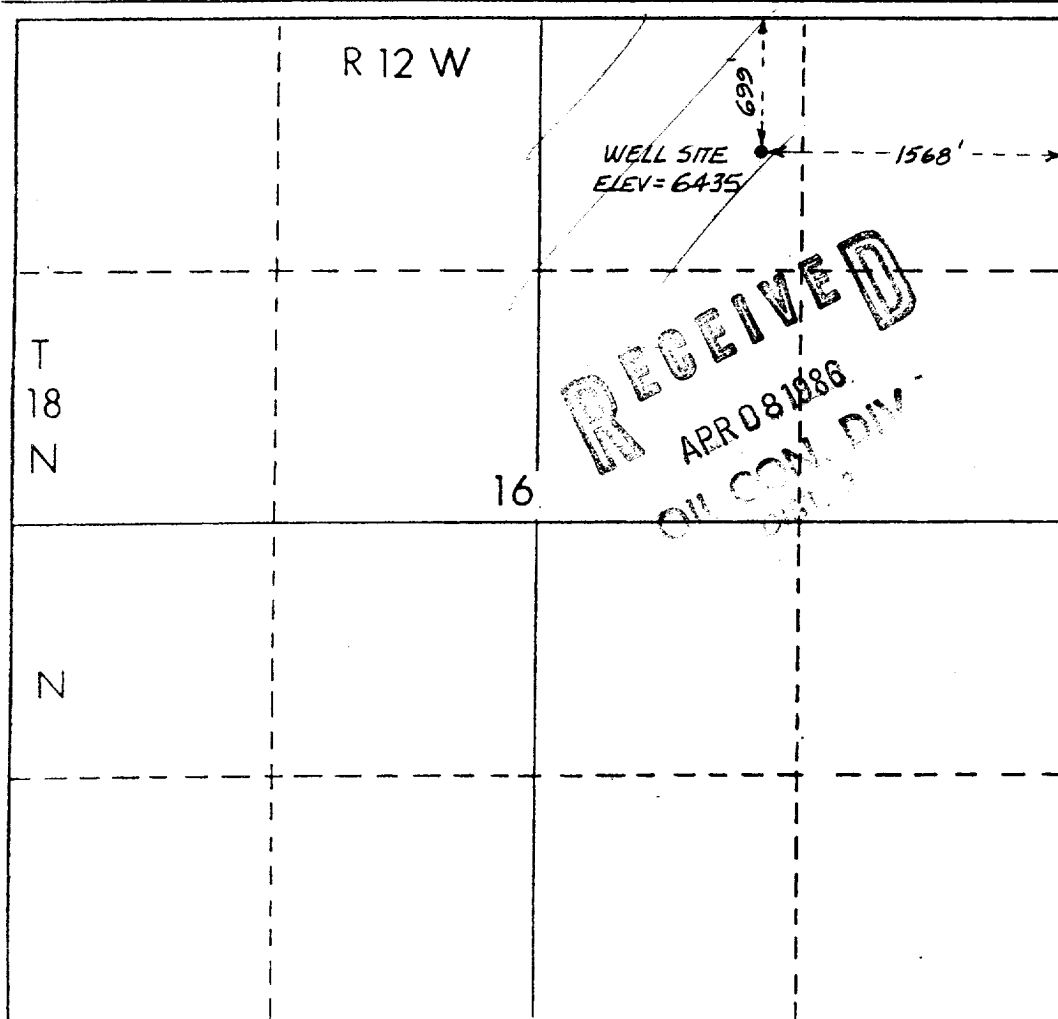 R 12 W
699
1568'
WELL SITE
ELEV = 6435
RECEIVED
APR 08 1986
OIL CON. DIV
T
18
N
16
N